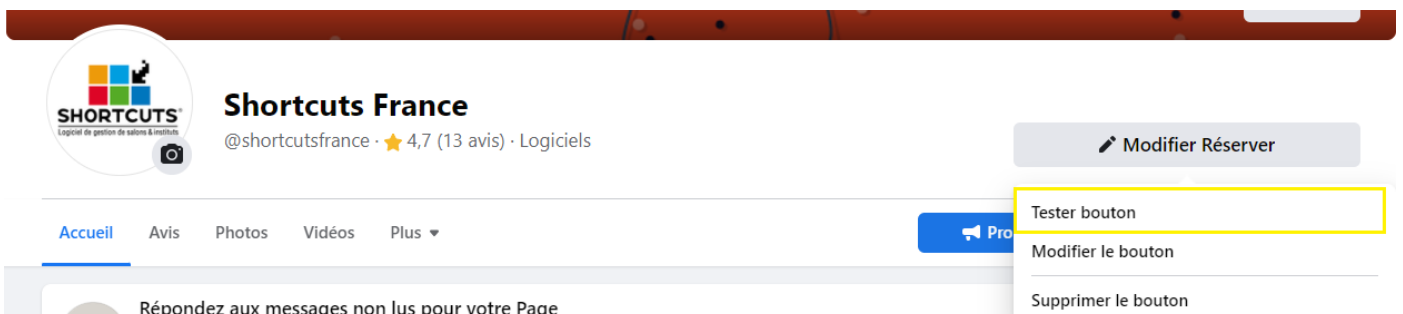 SHORTCUTS
Logiciel de gestion de salons & instituts
Shortcuts France
@shortcutsfrance · 4,7 (13 avis) · Logiciels
Modifier Réserver
Tester bouton
Modifier le bouton
Supprimer le bouton
Accueil
Avis
Photos
Vidéos
Plus
Répondez aux messages non lus pour votre Page